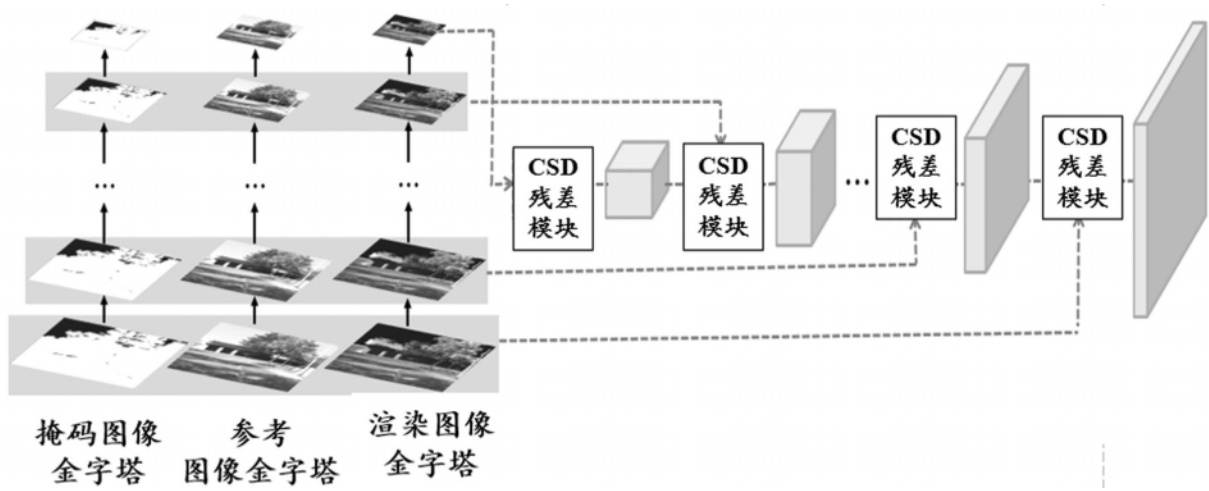 CSD
残差
模块
CSD
残差
模块
...
CSD
残差
模块
CSD
残差
模块
... ... ...
掩码图像
金字塔
参考
图像金字塔
渲染图像
金字塔